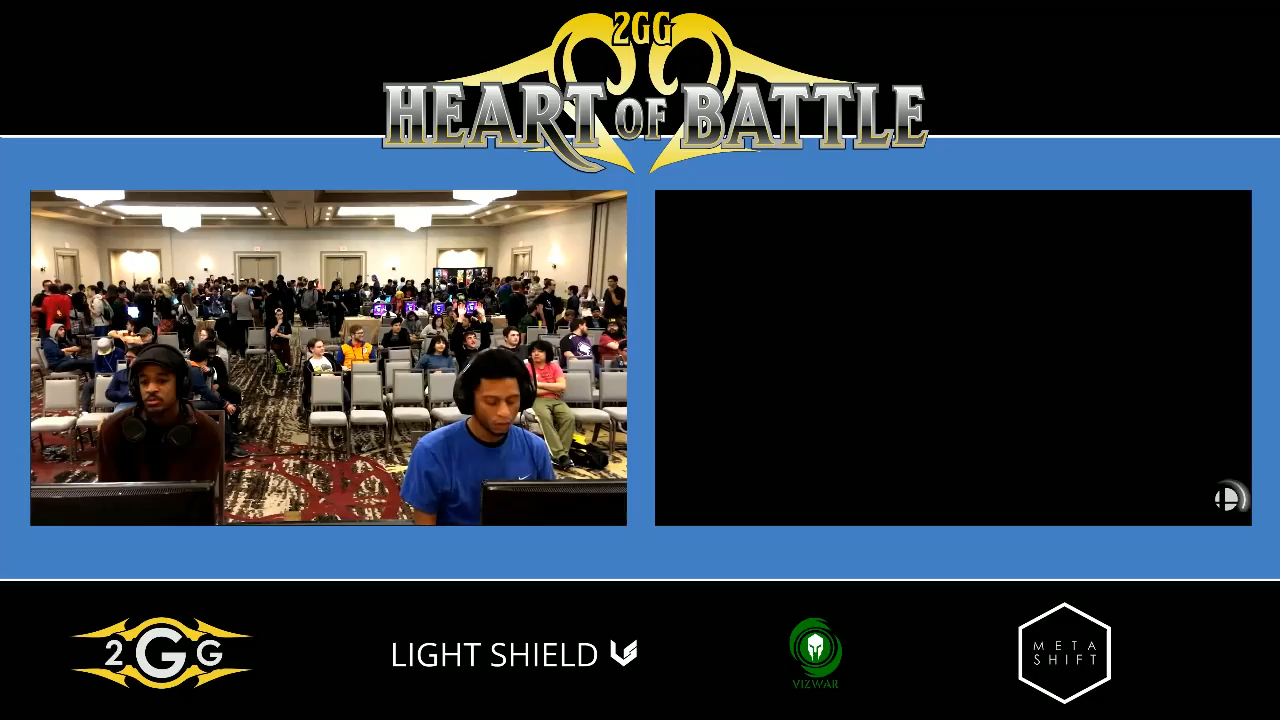 2GG
HEART OF BATTLE
2GG
LIGHT SHIELD
VIZWAR
META
SHIFT